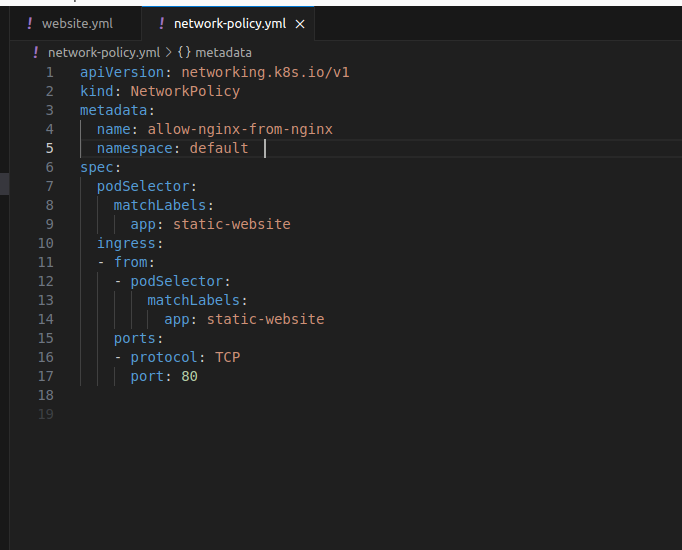 website.yml network-policy.yml
network-policy.yml > {} metadata
1 apiVersion: networking.k8s.io/v1
2 kind: NetworkPolicy
3 metadata:
4   name: allow-nginx-from-nginx
5   namespace: default
6 spec:
7   podSelector:
8     matchLabels:
9       app: static-website
10   ingress:
11   - from:
12     - podSelector:
13         matchLabels:
14           app: static-website
15     ports:
16     - protocol: TCP
17       port: 80
18
19